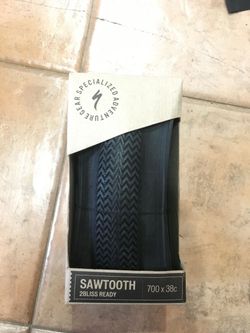 SPECIALIZED
ADVENTURE GEAR
SAWTOOTH
2BLISS READY
700 x 38c